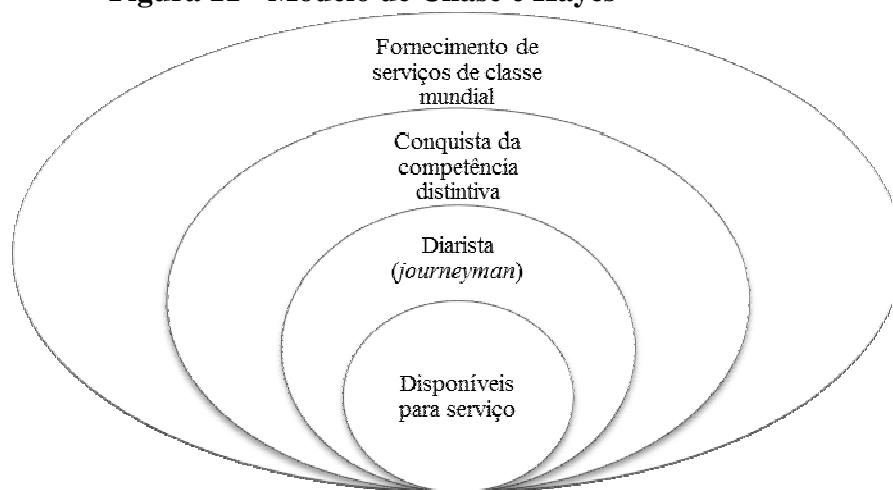 Fornecimento de
serviços de classe
mundial
Conquista da
competência
distintiva
Diarista
(journeyman)
Disponíveis
para serviço